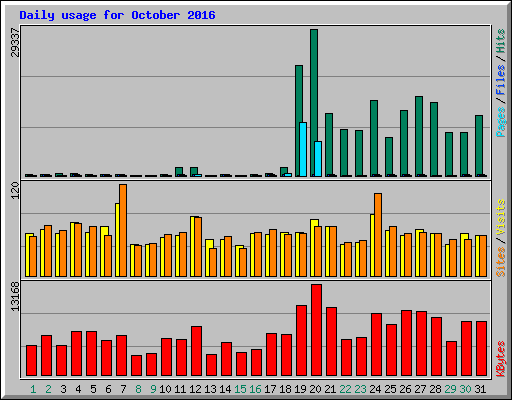 Daily usage for October 2016
29337
Pages / Files / Hits
120
Sites / Visits
13168
KBytes
1 2 3 4 5 6 7 8 9 10 11 12 13 14 15 16 17 18 19 20 21 22 23 24 25 26 27 28 29 30 31